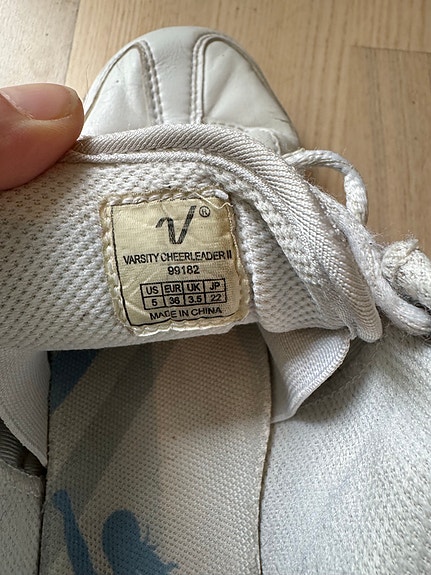 V®
VARSITY CHEERLEADER II
99182
US EUR UK JP
5 36 3.5 22
MADE IN CHINA